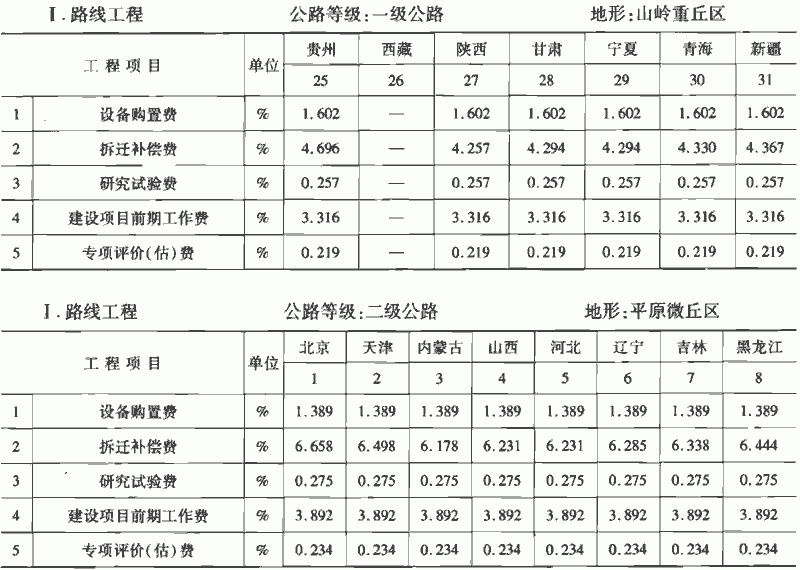 Ⅰ.路线工程 公路等级:一级公路 地形:山岭重丘区
工程项目 单位 贵州 西藏 陕西 甘肃 宁夏 青海 新疆
25 26 27 28 29 30 31
1 设备购置费 % 1.602 — 1.602 1.602 1.602 1.602 1.602
2 拆迁补偿费 % 4.696 — 4.257 4.294 4.294 4.330 4.367
3 研究试验费 % 0.257 — 0.257 0.257 0.257 0.257 0.257
4 建设项目前期工作费 % 3.316 — 3.316 3.316 3.316 3.316 3.316
5 专项评价(估)费 % 0.219 — 0.219 0.219 0.219 0.219 0.219
Ⅰ.路线工程 公路等级:二级公路 地形:平原微丘区
工程项目 单位 北京 天津 内蒙古 山西 河北 辽宁 吉林 黑龙江
1 2 3 4 5 6 7 8
1 设备购置费 % 1.389 1.389 1.389 1.389 1.389 1.389 1.389 1.389
2 拆迁补偿费 % 6.658 6.498 6.178 6.231 6.231 6.285 6.338 6.444
3 研究试验费 % 0.275 0.275 0.275 0.275 0.275 0.275 0.275 0.275
4 建设项目前期工作费 % 3.892 3.892 3.892 3.892 3.892 3.892 3.892 3.892
5 专项评价(估)费 % 0.234 0.234 0.234 0.234 0.234 0.234 0.234 0.234